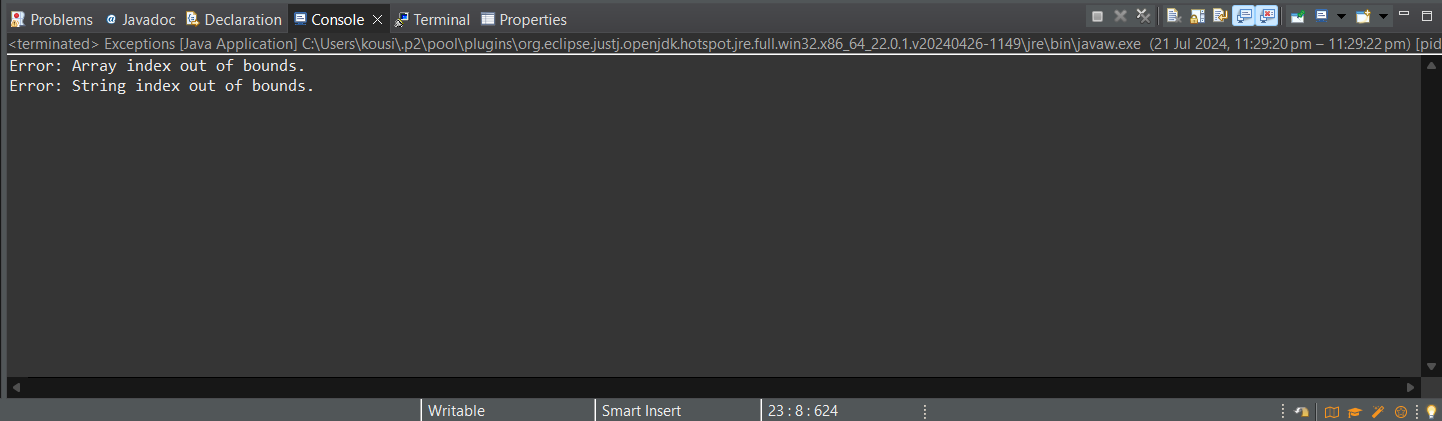 Problems @ Javadoc Declaration Console Terminal Properties
<terminated> Exceptions [Java Application] C:\Users\kousi\.p2\pool\plugins\org.eclipse.justj.openjdk.hotspot.jre.full.win32.x86_64_22.0.1.v20240426-1149\jre\bin\javaw.exe (21 Jul 2024, 11:29:20 pm – 11:29:22 pm) [pid
Error: Array index out of bounds.
Error: String index out of bounds.
Writable Smart Insert 23 : 8 : 624